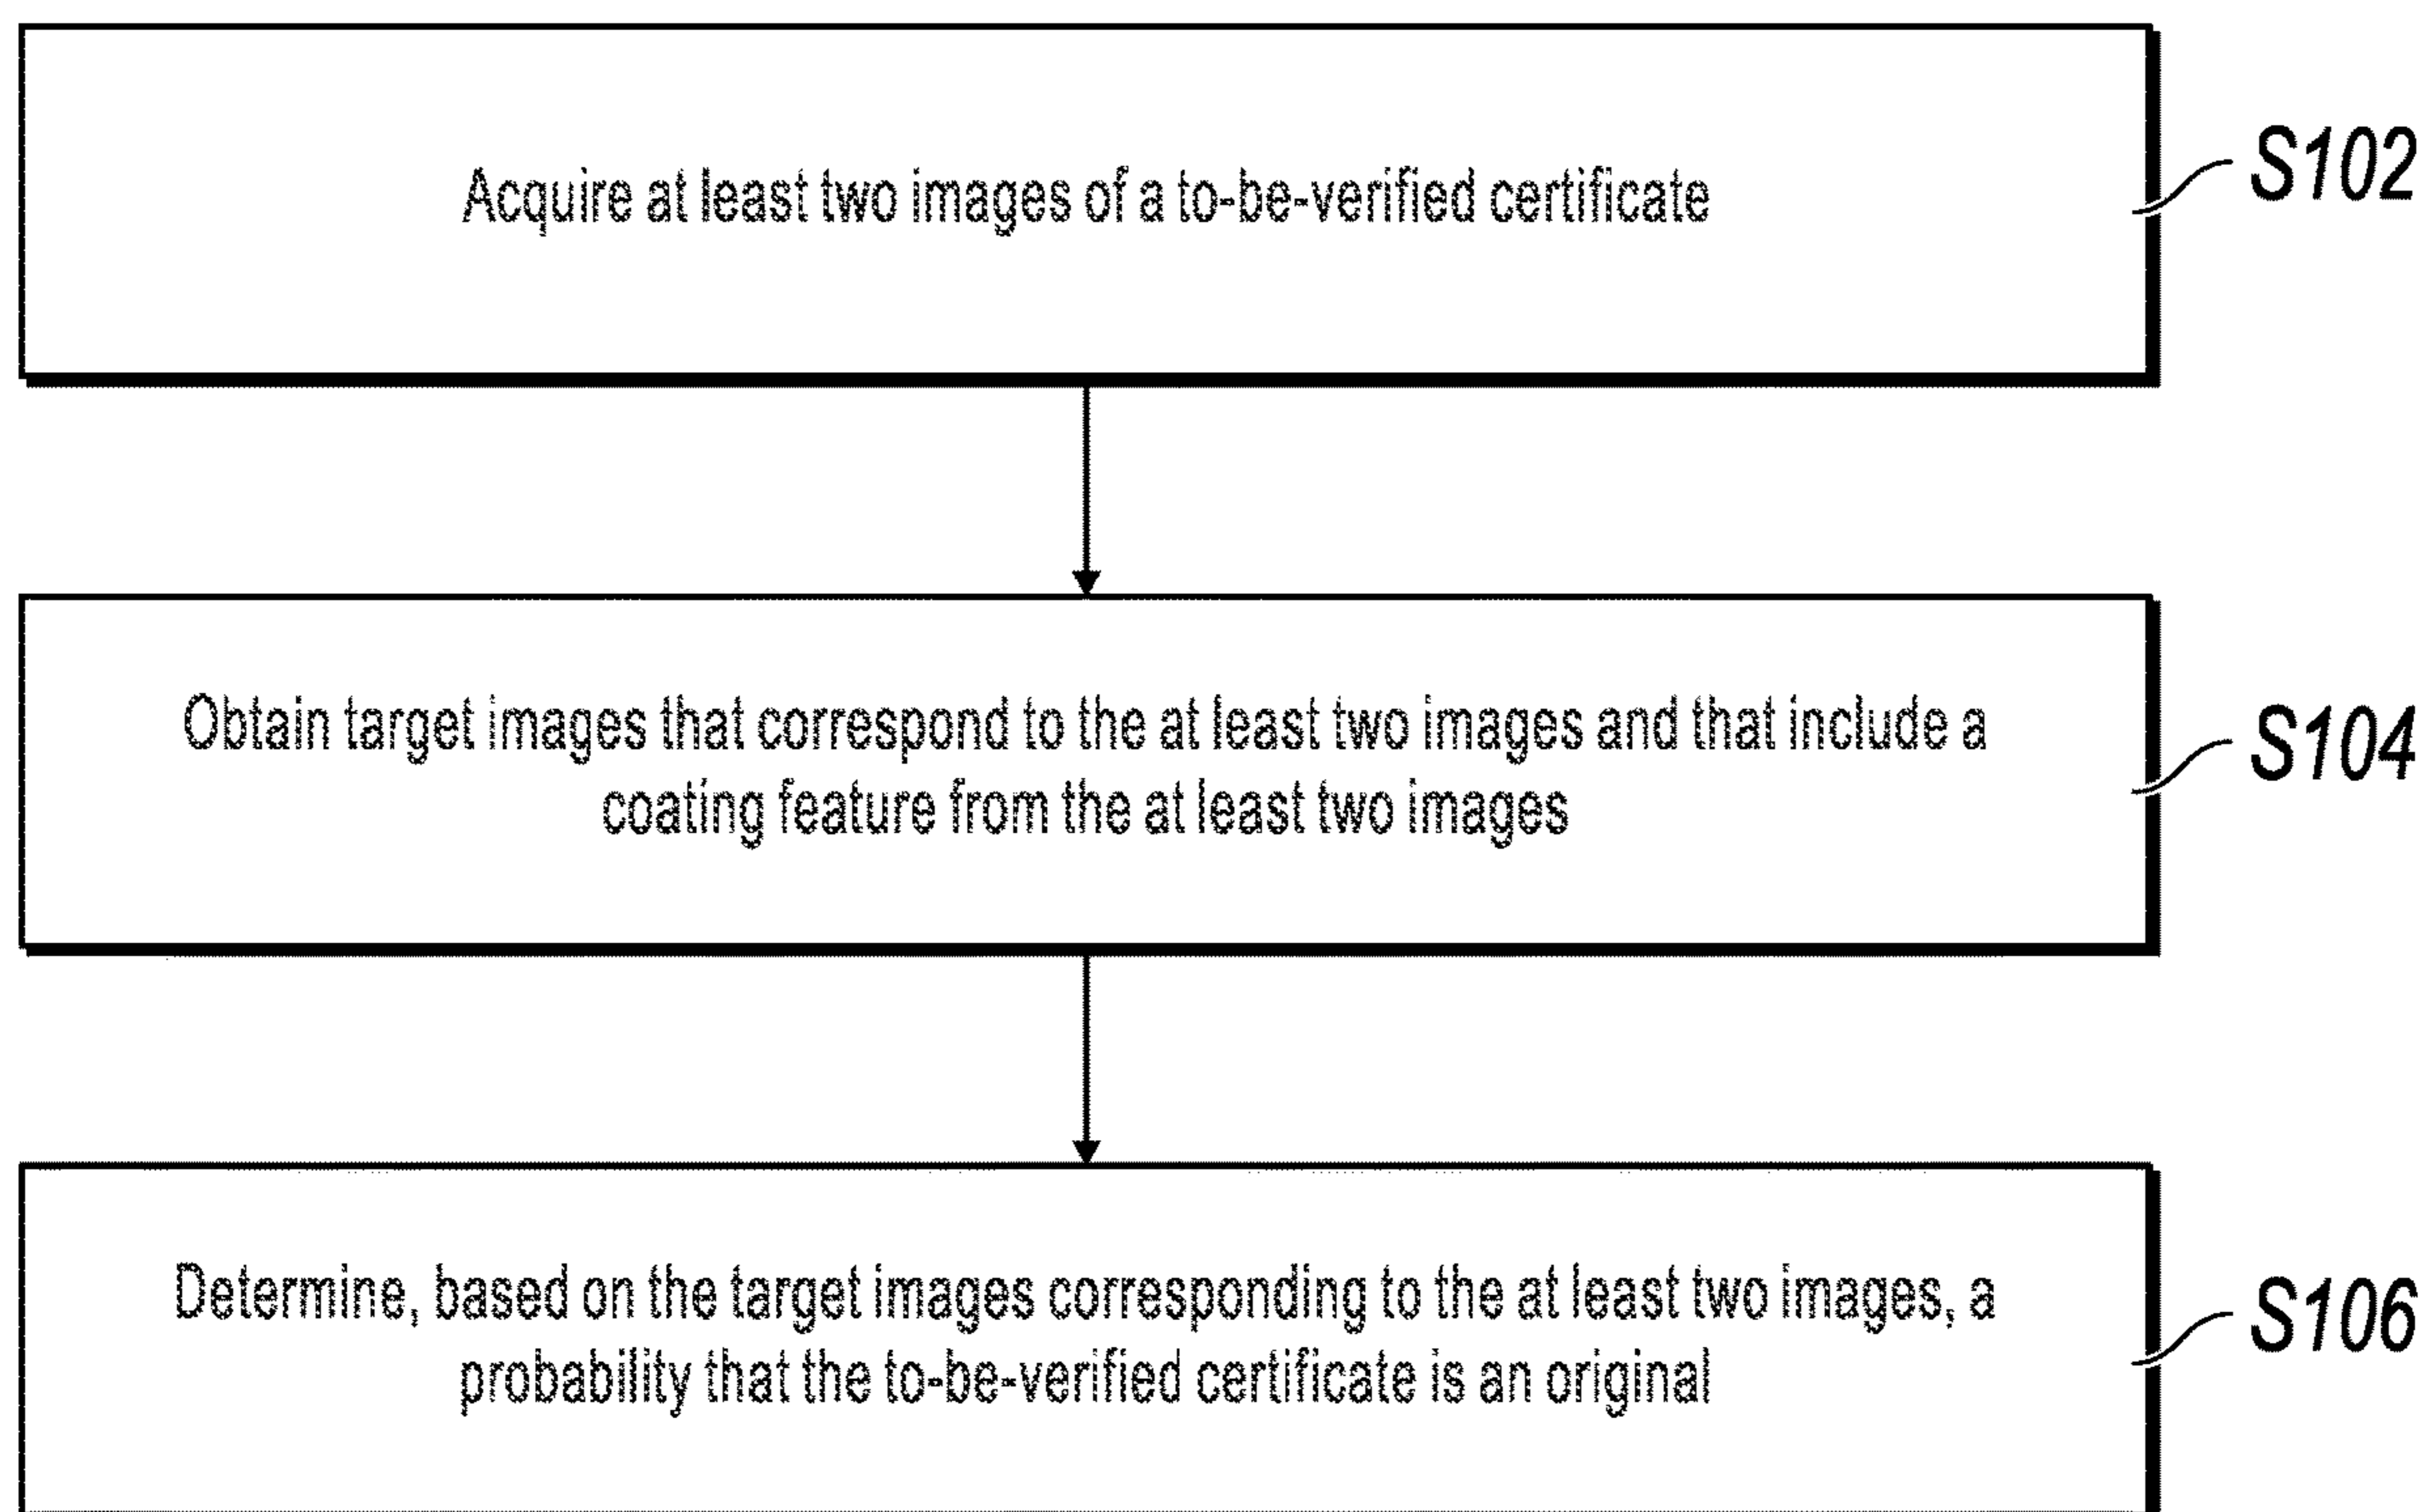 Acquire at least two images of a to-be-verified certificate
S102
Obtain target images that correspond to the at least two images and that include a
coating feature from the at least two images
S104
Determine, based on the target images corresponding to the at least two images, a
probability that the to-be-verified certificate is an original
S106